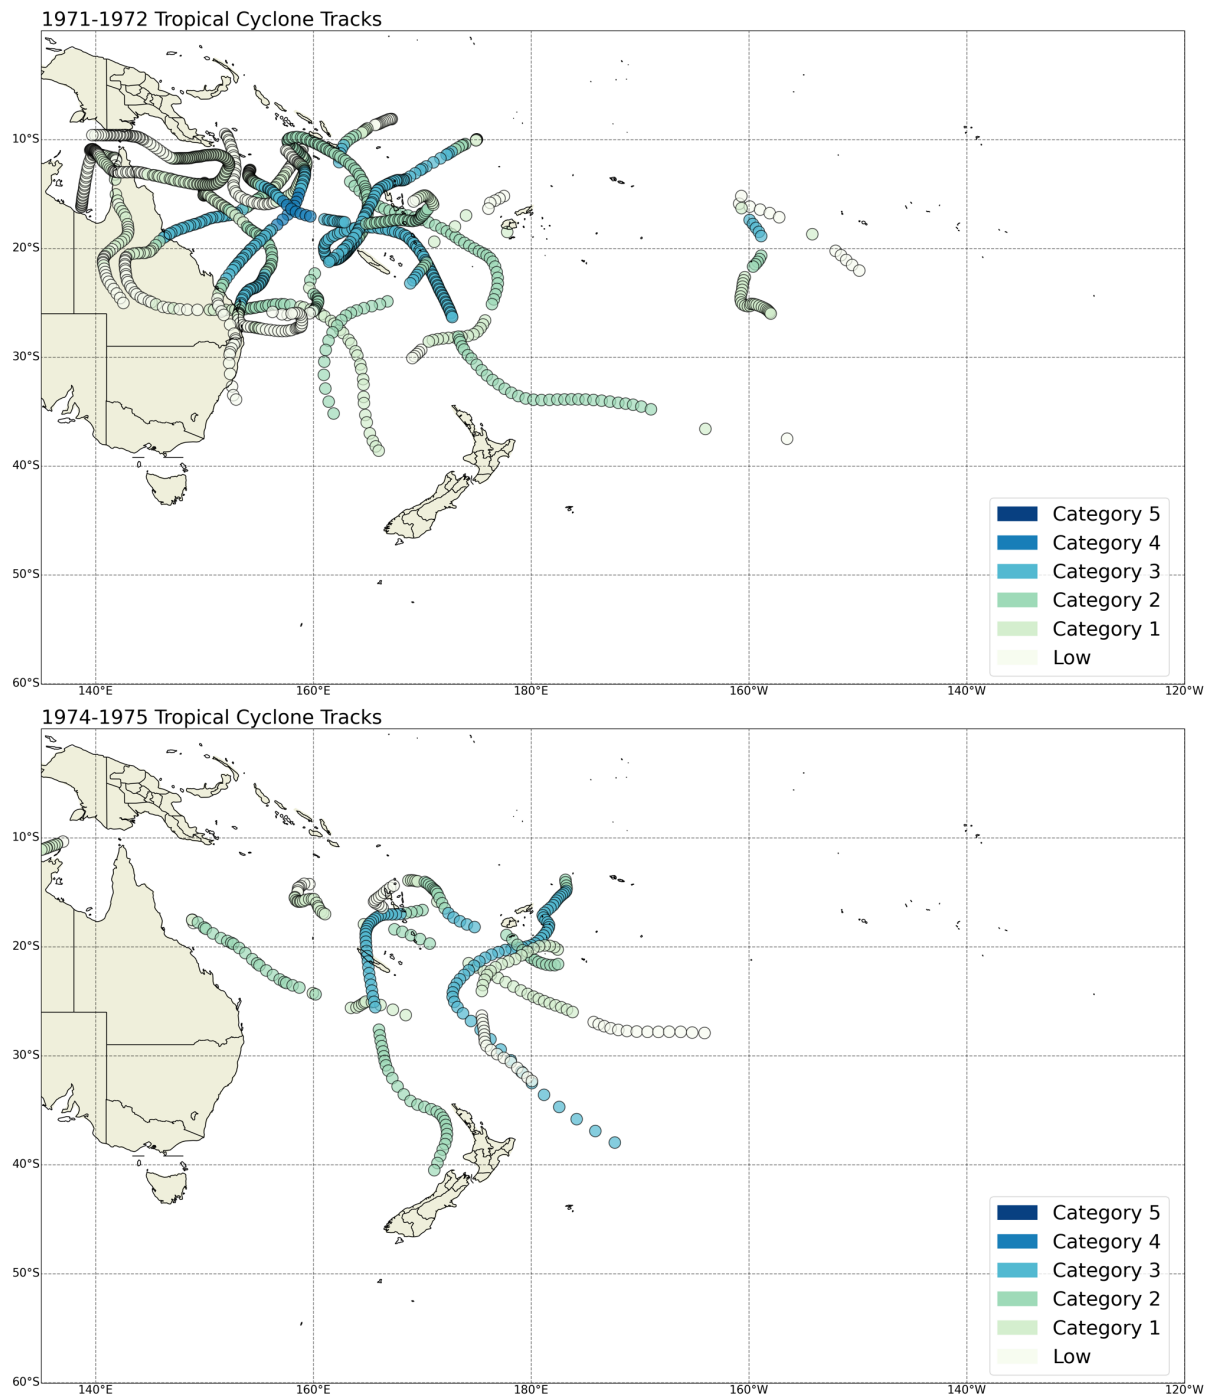 1971-1972 Tropical Cyclone Tracks
10°S
20°S
30°S
40°S
50°S
60°S
140°E
160°E
180°E
160°W
140°W
120°W
Category 5
Category 4
Category 3
Category 2
Category 1
Low
1974-1975 Tropical Cyclone Tracks
10°S
20°S
30°S
40°S
50°S
60°S
140°E
160°E
180°E
160°W
140°W
120°W
Category 5
Category 4
Category 3
Category 2
Category 1
Low